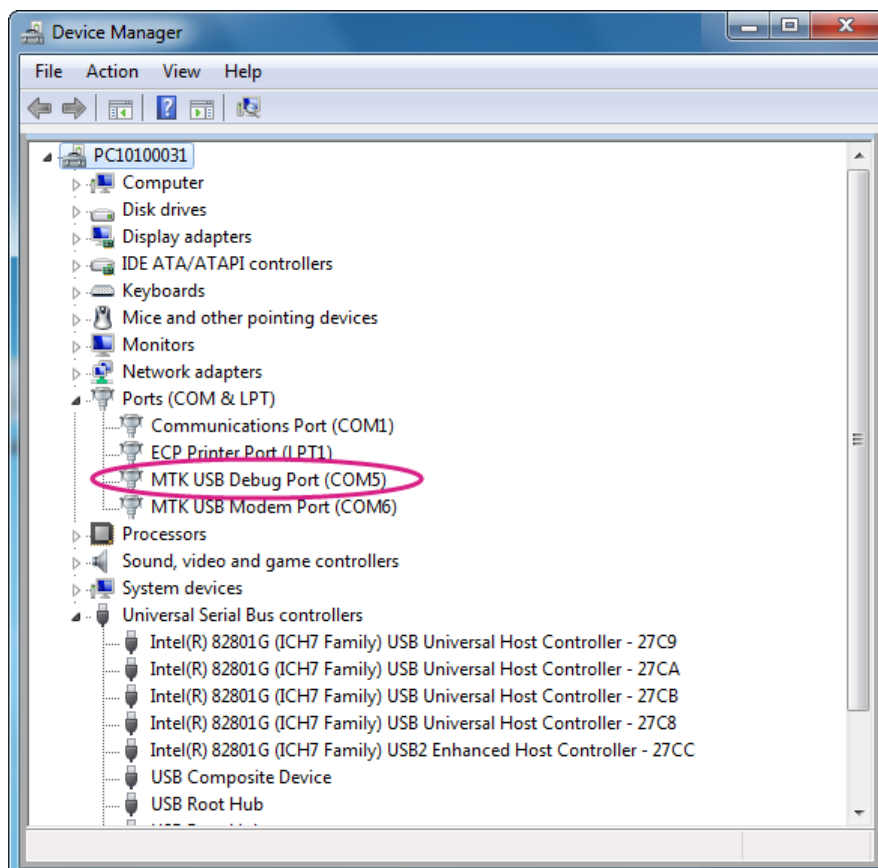 Device Manager
File Action View Help
PC10100031
Computer
Disk drives
Display adapters
IDE ATA/ATAPI controllers
Keyboards
Mice and other pointing devices
Monitors
Network adapters
Ports (COM & LPT)
Communications Port (COM1)
ECP Printer Port (LPT1)
MTK USB Debug Port (COM5)
MTK USB Modem Port (COM6)
Processors
Sound, video and game controllers
System devices
Universal Serial Bus controllers
Intel(R) 82801G (ICH7 Family) USB Universal Host Controller - 27C9
Intel(R) 82801G (ICH7 Family) USB Universal Host Controller - 27CA
Intel(R) 82801G (ICH7 Family) USB Universal Host Controller - 27CB
Intel(R) 82801G (ICH7 Family) USB Universal Host Controller - 27C8
Intel(R) 82801G (ICH7 Family) USB2 Enhanced Host Controller - 27CC
USB Composite Device
USB Root Hub